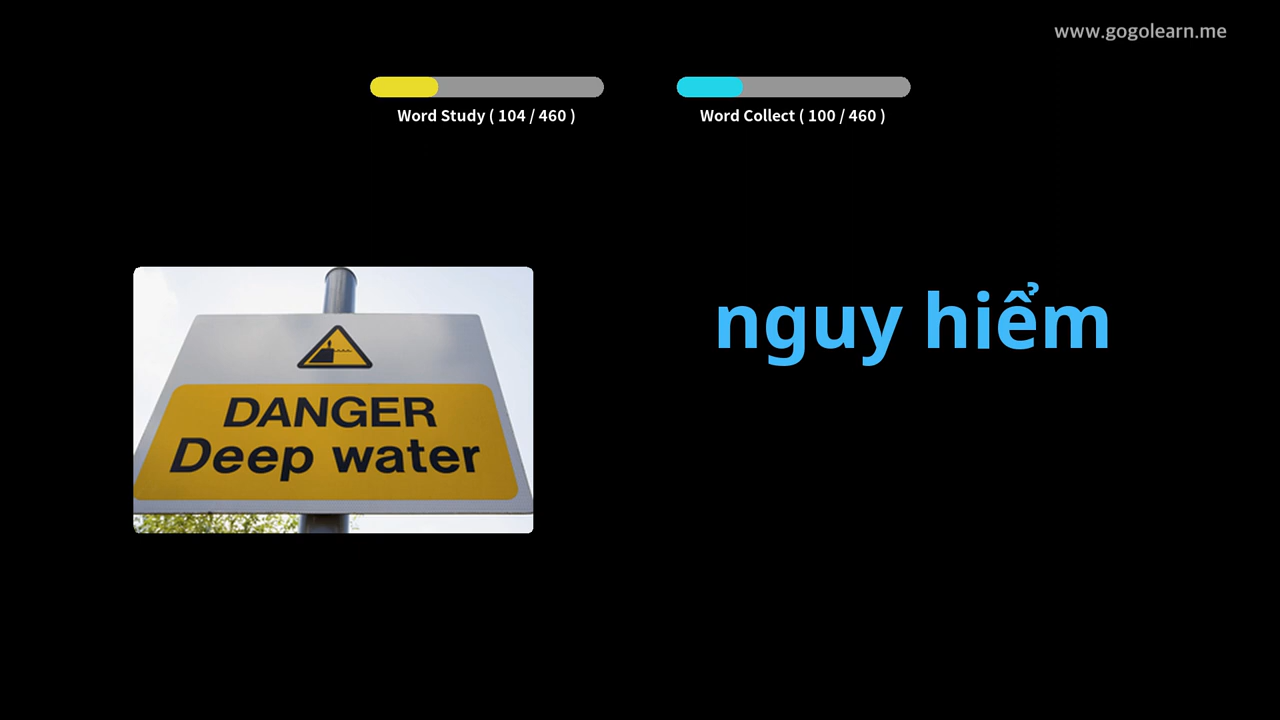 www.gogolearn.me
Word Study ( 104 / 460 )
Word Collect ( 100 / 460 )
nguy hiểm
DANGER
Deep water